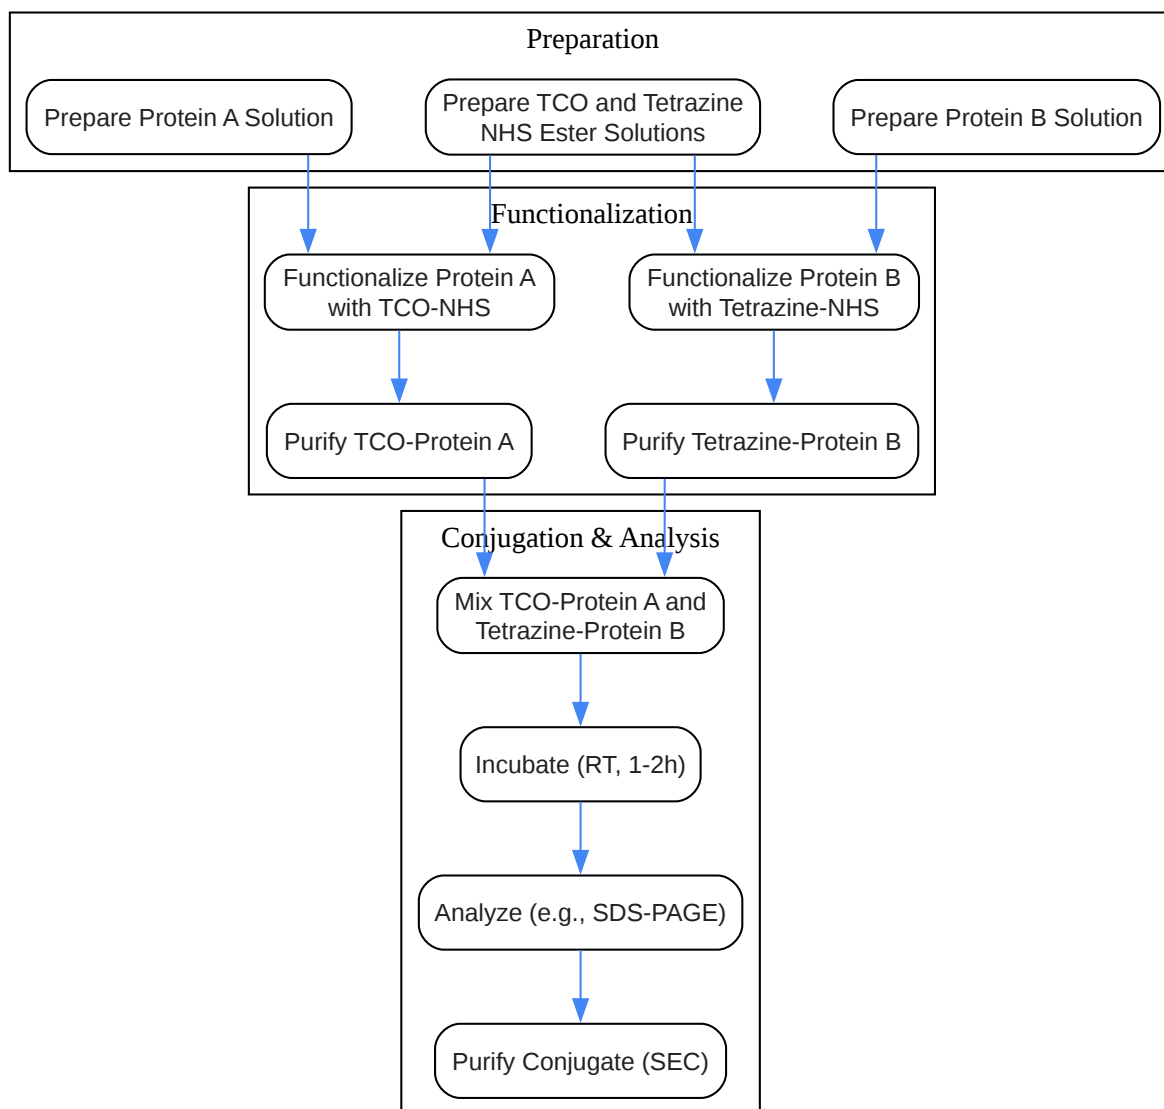 Preparation
Prepare Protein A Solution
Prepare TCO and Tetrazine
NHS Ester Solutions
Prepare Protein B Solution
Functionalization
Functionalize Protein A
with TCO-NHS
Functionalize Protein B
with Tetrazine-NHS
Purify TCO-Protein A
Purify Tetrazine-Protein B
Conjugation & Analysis
Mix TCO-Protein A and
Tetrazine-Protein B
Incubate (RT, 1-2h)
Analyze (e.g., SDS-PAGE)
Purify Conjugate (SEC)